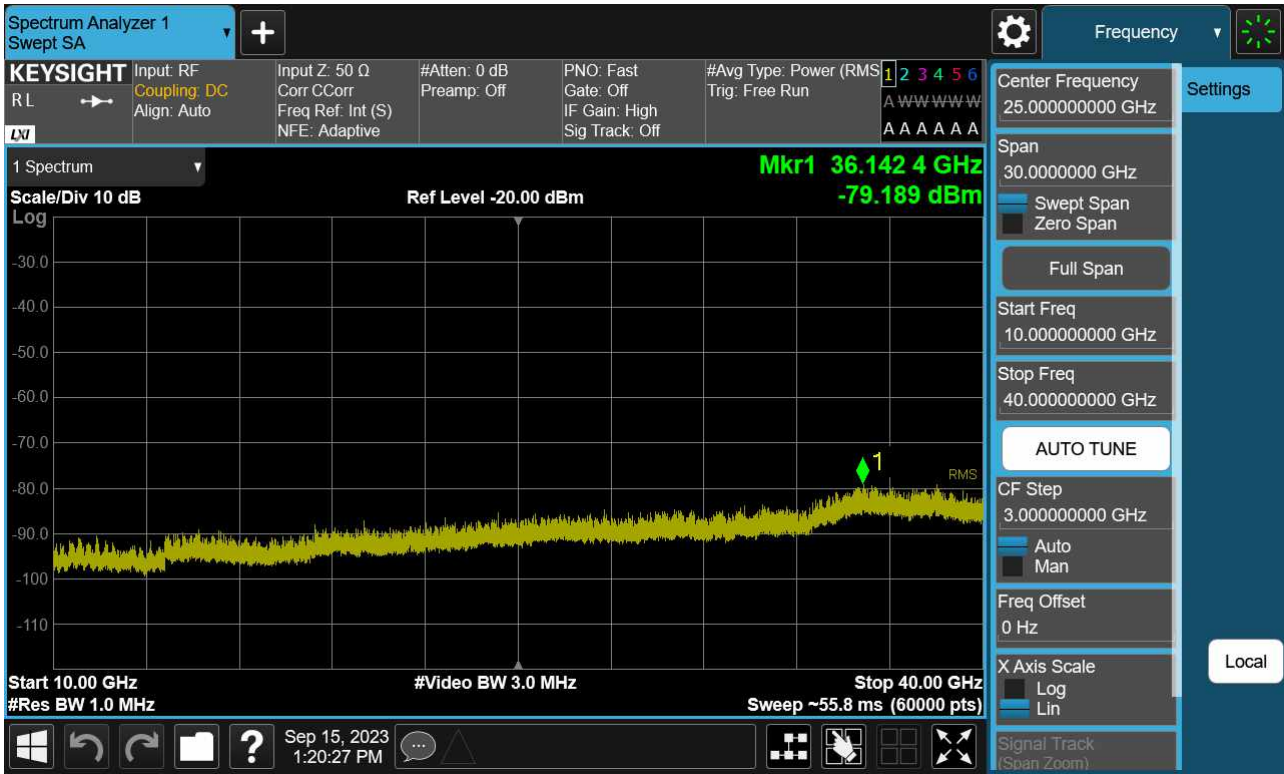 Spectrum Analyzer 1
Swept SA
+
Frequency
KEYSIGHT
R L
LXI
Input: RF
Coupling: DC
Align: Auto
Input Z: 50 Ω
Corr CCorr
Freq Ref: Int (S)
NFE: Adaptive
#Atten: 0 dB
Preamp: Off
PNO: Fast
Gate: Off
IF Gain: High
Sig Track: Off
#Avg Type: Power (RMS
Trig: Free Run
1 2 3 4 5 6
A W W W W W
A A A A A A
1 Spectrum
Mkr1 36.142 4 GHz
-79.189 dBm
Scale/Div 10 dB
Ref Level -20.00 dBm
Log
-30.0
-40.0
-50.0
-60.0
-70.0
-80.0
-90.0
-100
-110
1
RMS
Start 10.00 GHz
#Video BW 3.0 MHz
Stop 40.00 GHz
#Res BW 1.0 MHz
Sweep ~55.8 ms (60000 pts)
Center Frequency
25.000000000 GHz
Settings
Span
30.0000000 GHz
Swept Span
Zero Span
Full Span
Start Freq
10.000000000 GHz
Stop Freq
40.000000000 GHz
AUTO TUNE
CF Step
3.000000000 GHz
Auto
Man
Freq Offset
0 Hz
X Axis Scale
Log
Lin
Signal Track
(Span Zoom)
Local
?
Sep 15, 2023
1:20:27 PM